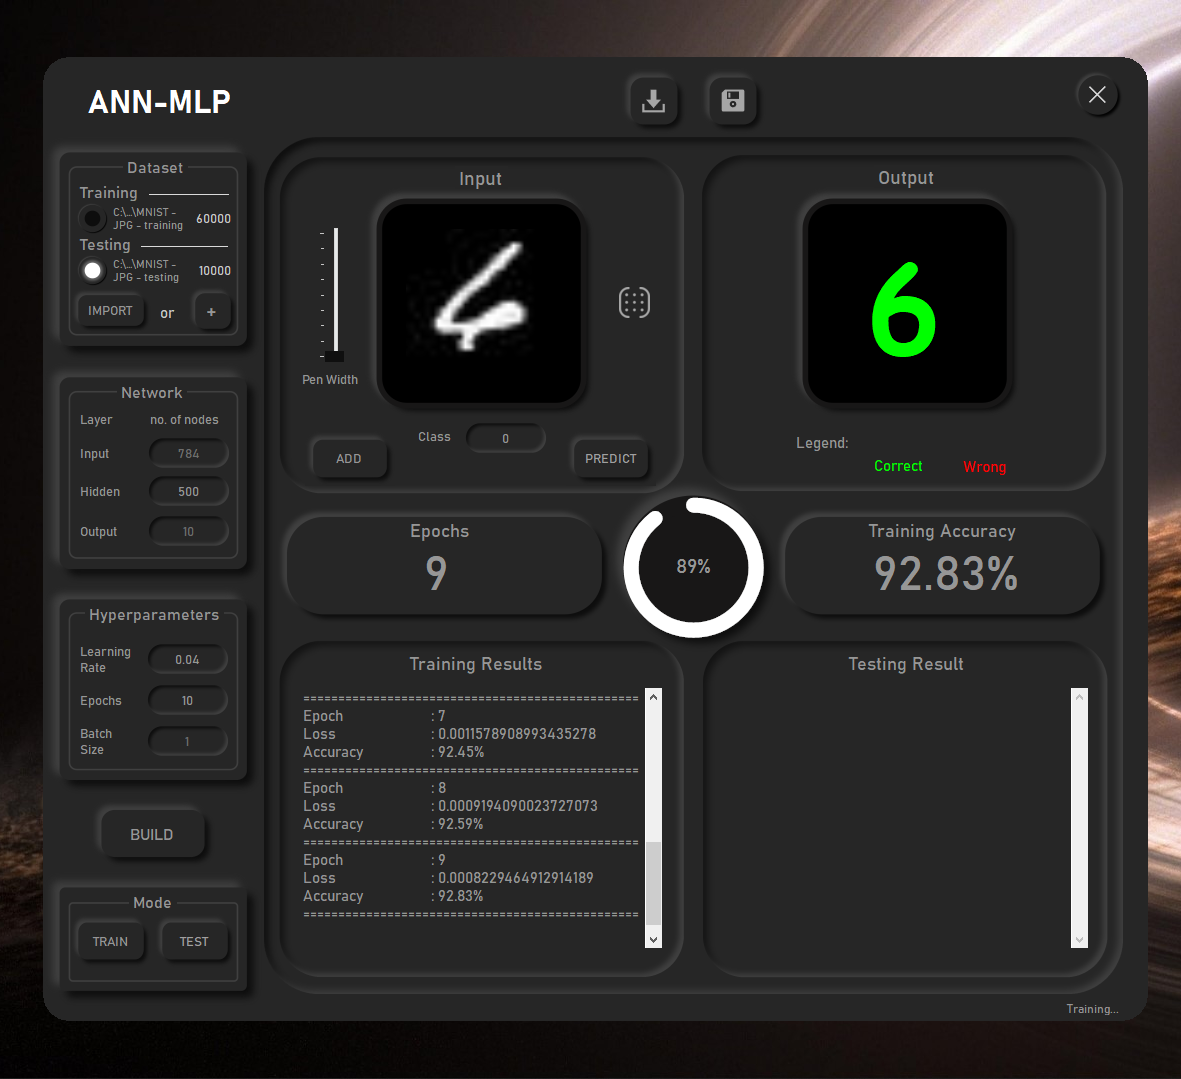 ANN-MLP
Dataset
Training
C:\...\MNIST -
JPG - training
60000
Testing
C:\...\MNIST -
JPG - testing
10000
IMPORT
or
+
Network
Layer no. of nodes
Input 784
Hidden 500
Output 10
Hyperparameters
Learning
Rate
0.04
Epochs 10
Batch
Size
1
BUILD
Mode
TRAIN TEST
Input
6
Pen Width
Class 0
ADD
PREDICT
Output
6
Legend:
Correct Wrong
Epochs
9
89%
Training Accuracy
92.83%
Training Results
========================================
Epoch : 7
Loss : 0.0011578908993435278
Accuracy : 92.45%
========================================
Epoch : 8
Loss : 0.0009194090023727073
Accuracy : 92.59%
========================================
Epoch : 9
Loss : 0.0008229464912914189
Accuracy : 92.83%
========================================
Testing Result
Training...